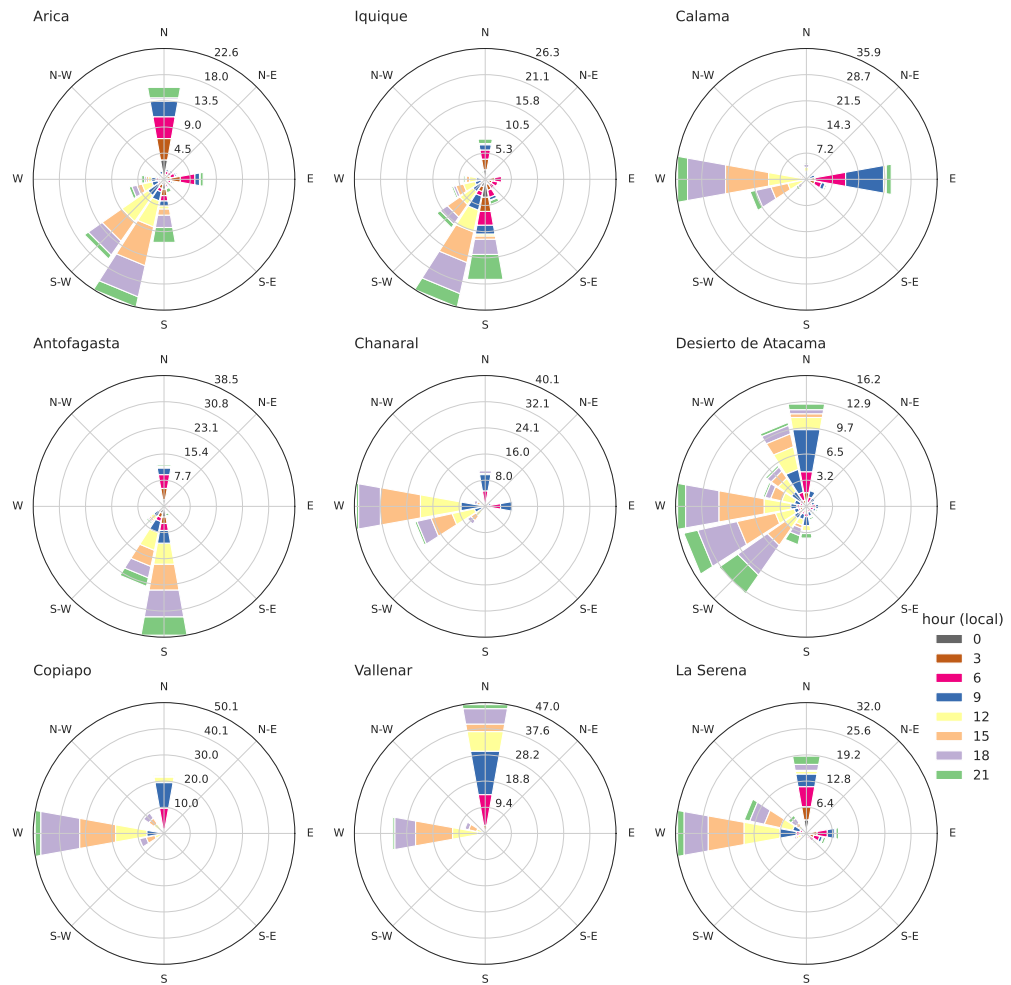 Arica
Iquique
Calama
N
N
N
22.6
26.3
35.9
N-W
18.0
N-E
N-W
21.1
N-E
N-W
28.7
N-E
13.5
15.8
21.5
9.0
10.5
14.3
4.5
5.3
7.2
W
E
W
E
W
E
S-W
S-E
S-W
S-E
S-W
S-E
S
S
S
Antofagasta
Chanaral
Desierto de Atacama
N
N
N
38.5
40.1
16.2
N-W
30.8
N-E
N-W
32.1
N-E
N-W
12.9
N-E
23.1
24.1
9.7
15.4
16.0
6.5
7.7
8.0
3.2
W
E
W
E
W
E
S-W
S-E
S-W
S-E
S-W
S-E
S
S
S
hour (local)
0
3
6
9
12
15
18
21
Copiapo
Vallenar
La Serena
N
N
N
50.1
47.0
32.0
N-W
40.1
N-E
N-W
37.6
N-E
N-W
25.6
N-E
30.0
28.2
19.2
20.0
18.8
12.8
10.0
9.4
6.4
W
E
W
E
W
E
S-W
S-E
S-W
S-E
S-W
S-E
S
S
S